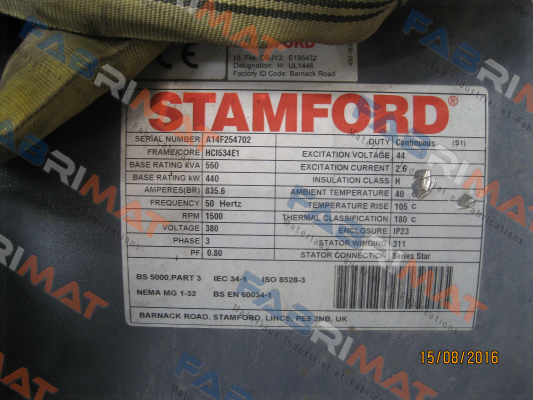 FORD
UL File: OBJY2. E195432
Designation: H: UL1446
Factory ID Code: Barnack Road
STAMFORD®
SERIAL NUMBER A14F254702 DUTY Continuous (S1)
FRAME/CORE HCI534E1 EXCITATION VOLTAGE 44
BASE RATING kVA 550 EXCITATION CURRENT 2.6
BASE RATING kW 440 INSULATION CLASS H
AMPERES(BR) 835.6 AMBIENT TEMPERATURE 40
FREQUENCY 50 Hertz TEMPERATURE RISE 105 C
RPM 1500 THERMAL CLASSIFICATION 180 C
VOLTAGE 380 ENCLOSURE IP23
PHASE 3 STATOR WINDING 311
PF 0.80 STATOR CONNECTION Series Star
BS 5000,PART 3 IEC 34-1 ISO 8528-3
NEMA MG 1-32 BS EN 60034-1
BARNACK ROAD, STAMFORD, LINCS, PE9 2NB, UK
15/08/2016
FABRIMAT